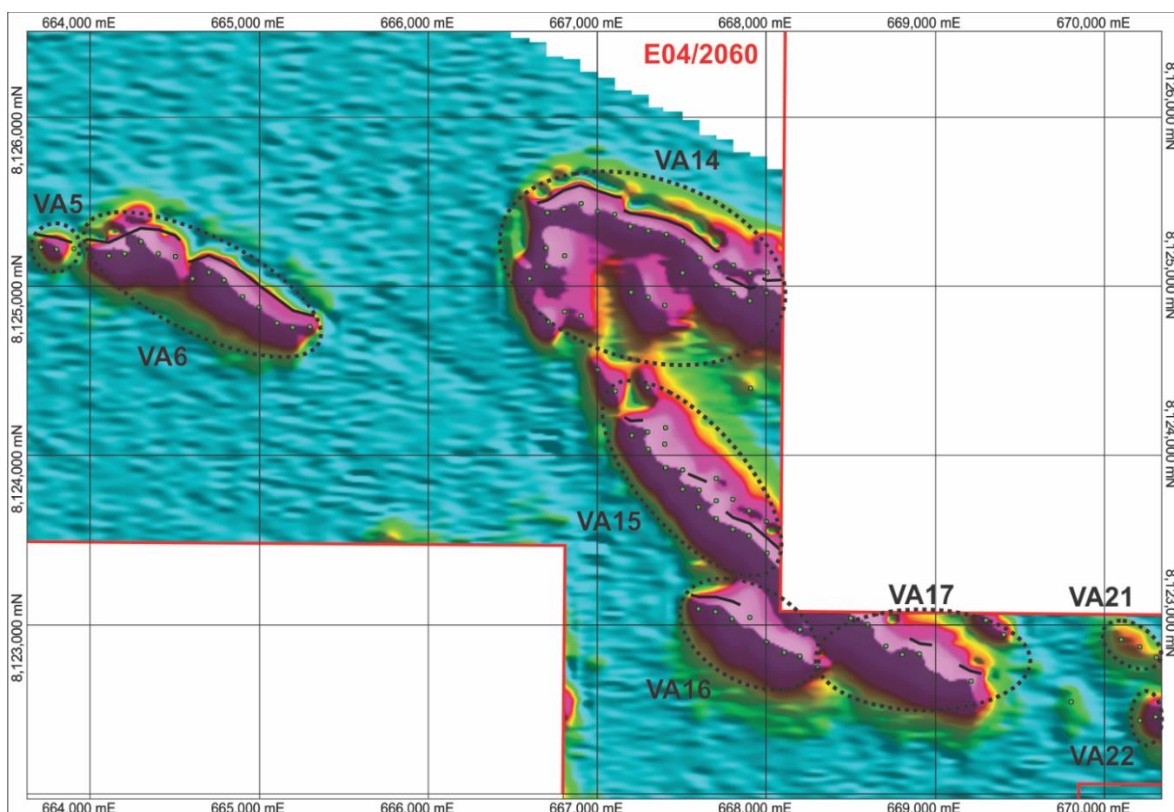 664,000 mE
665,000 mE
666,000 mE
667,000 mE
668,000 mE
669,000 mE
670,000 mE
E04/2060
8,126,000 mN
8,126,000 mN
VA14
VA5
VA6
8,125,000 mN
8,125,000 mN
8,124,000 mN
8,124,000 mN
VA15
VA17
VA21
8,123,000 mN
8,123,000 mN
VA16
VA22
664,000 mE
665,000 mE
666,000 mE
667,000 mE
668,000 mE
669,000 mE
670,000 mE